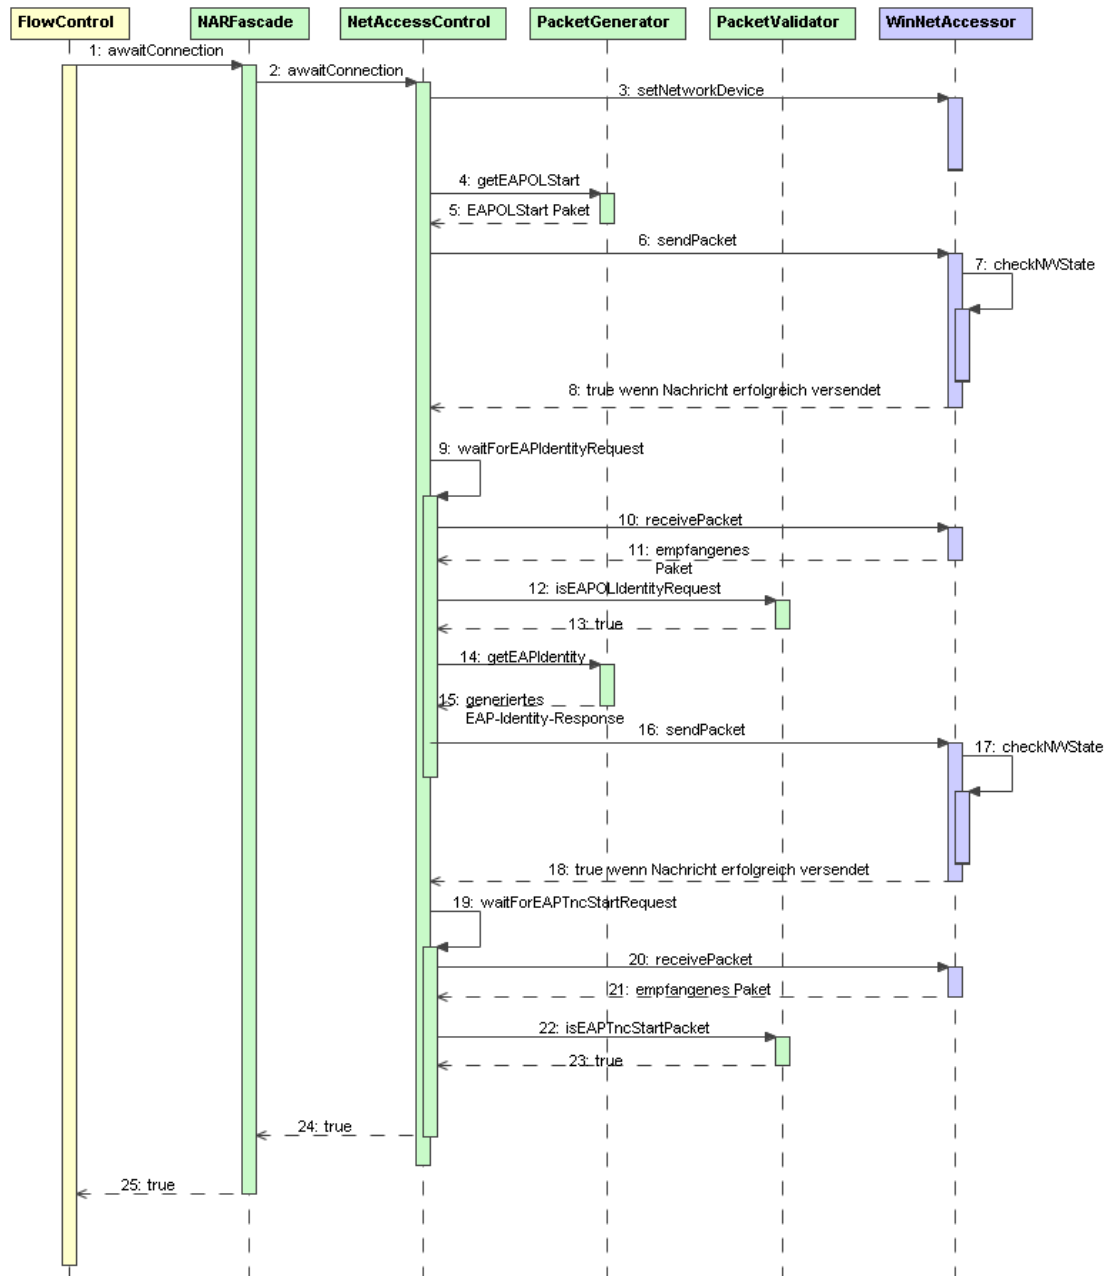 FlowControl
NARFascade
NetAccessControl
PacketGenerator
PacketValidator
WinNetAccessor
1: awaitConnection
2: awaitConnection
3: setNetworkDevice
4: getEAPOLStart
5: EAPOLStart Paket
6: sendPacket
7: checkNWState
8: true wenn Nachricht erfolgreich versendet
9: waitForEAPIdentityRequest
10: receivePacket
11: empfangenes
Paket
12: isEAPOLIdentityRequest
13: true
14: getEAPIdentity
15: generiertes
EAP-Identity-Response
16: sendPacket
17: checkNWState
18: true wenn Nachricht erfolgreich versendet
19: waitForEAPTncStartRequest
20: receivePacket
21: empfangenes Paket
22: isEAPTncStartPacket
23: true
24: true
25: true